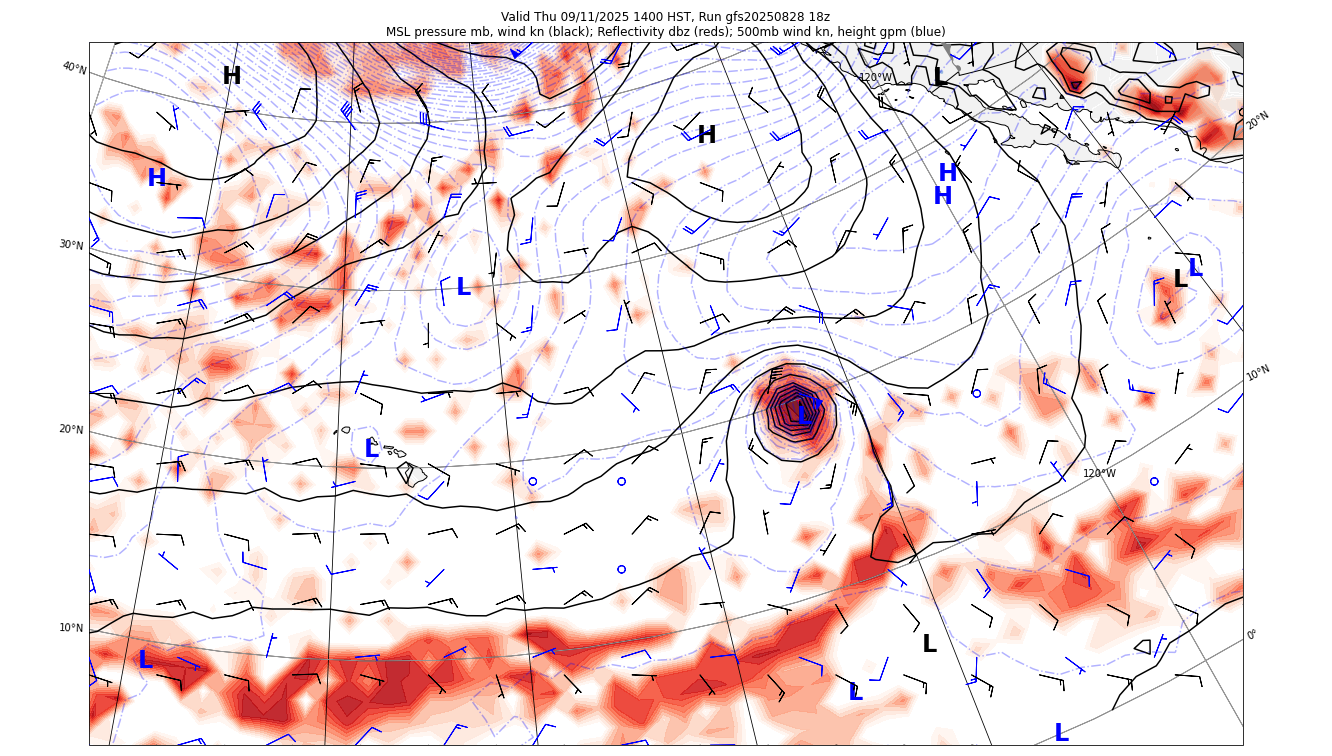 Valid Thu 09/11/2025 1400 HST, Run gfs20250828 18z
MSL pressure mb, wind kn (black); Reflectivity dbz (reds); 500mb wind kn, height gpm (blue)
40°N
H
120°W
L
20°N
H
H
H
H
30°N
L
L
L
10°N
L
20°N
L
120°W
10°N
0°
L
L
L
L